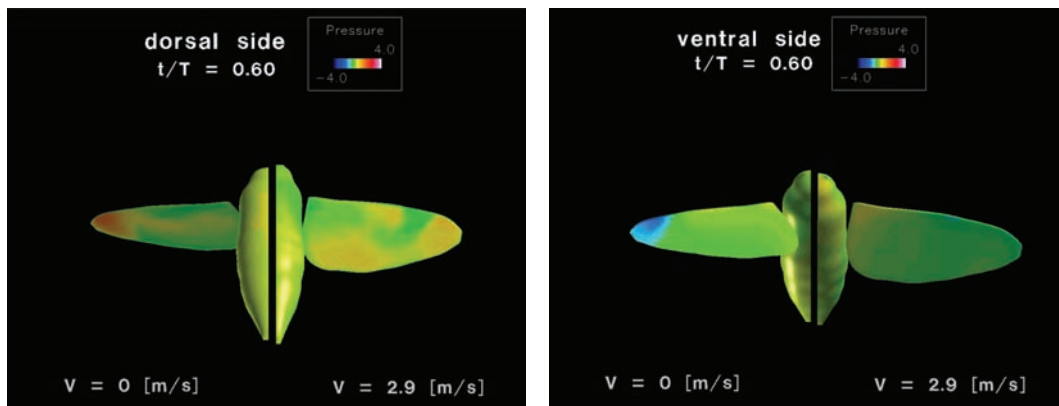 dorsal side
t/T = 0.60
Pressure
4.0
-4.0
V = 0 [m/s]
V = 2.9 [m/s]
ventral side
t/T = 0.60
Pressure
4.0
-4.0
V = 0 [m/s]
V = 2.9 [m/s]